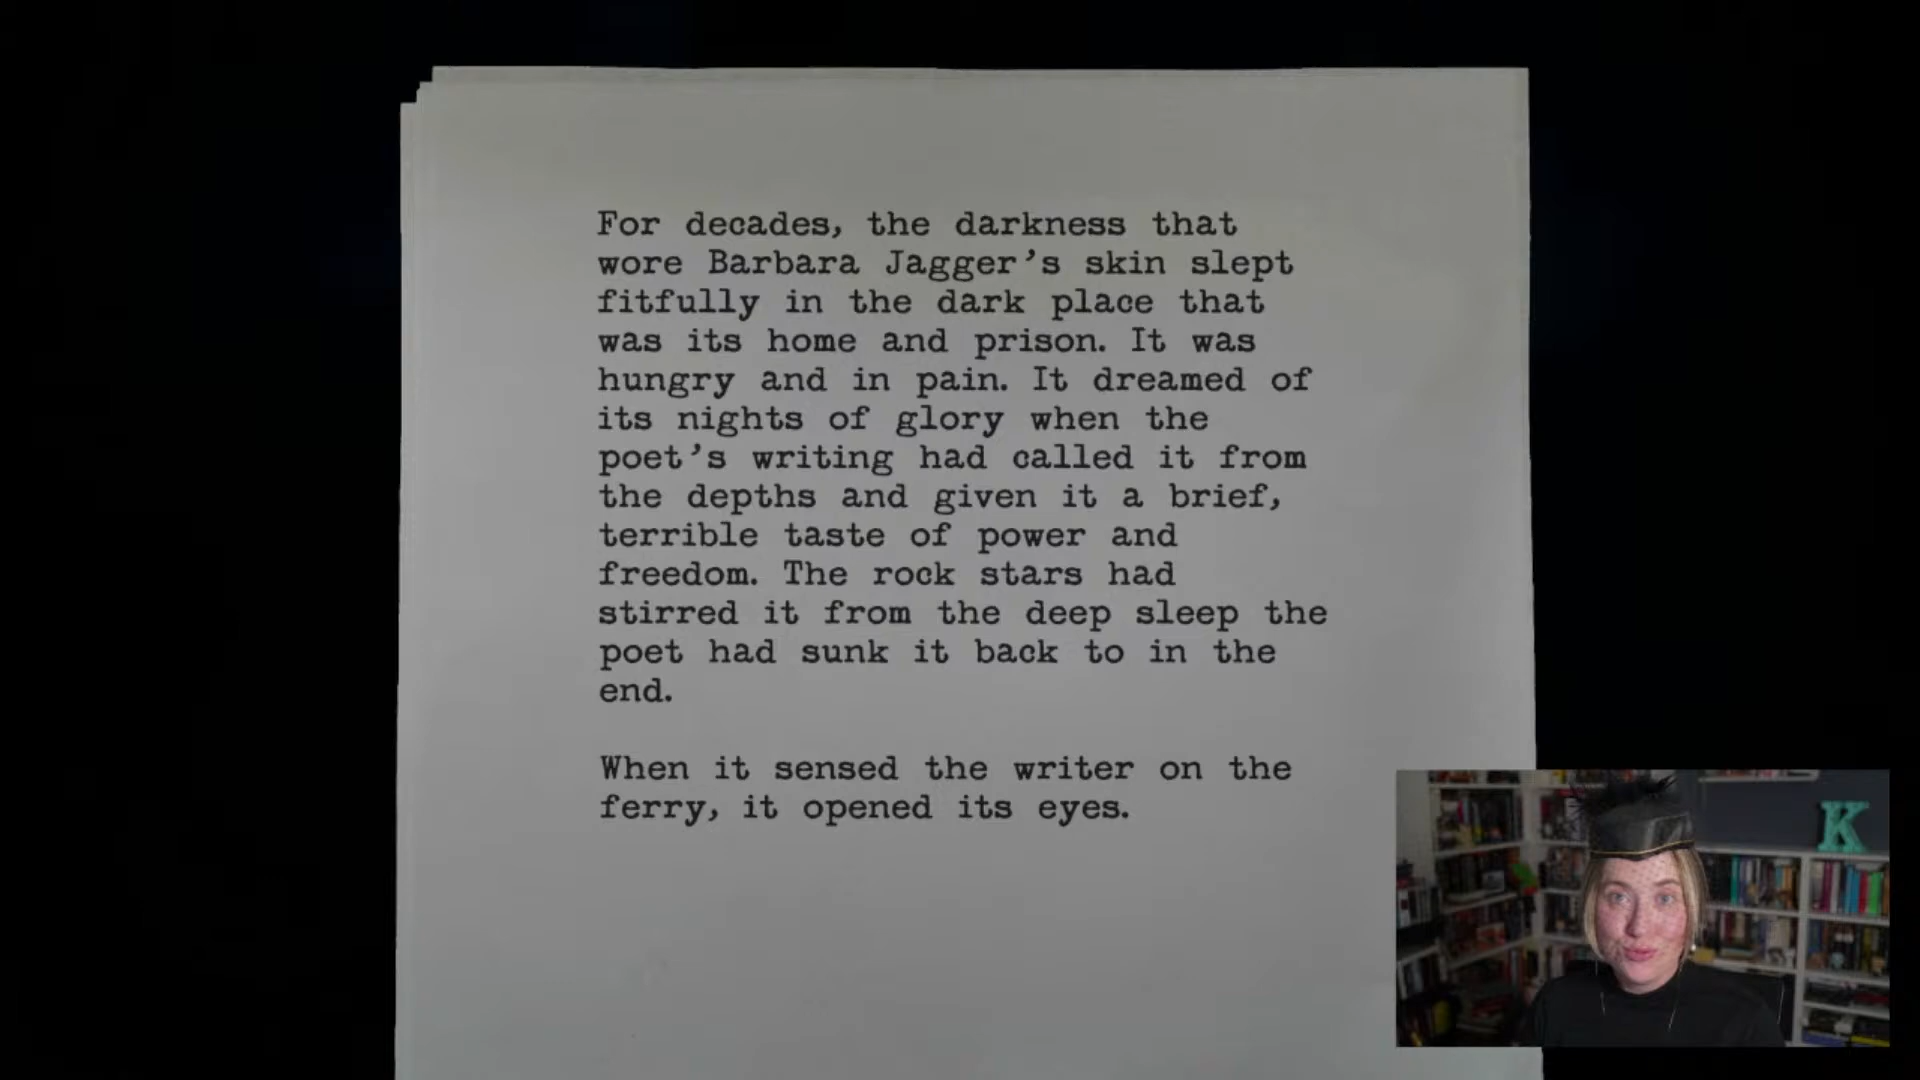 For decades, the darkness that
wore Barbara Jagger’s skin slept
fitfully in the dark place that
was its home and prison. It was
hungry and in pain. It dreamed of
its nights of glory when the
poet’s writing had called it from
the depths and given it a brief,
terrible taste of power and
freedom. The rock stars had
stirred it from the deep sleep the
poet had sunk it back to in the
end.
When it sensed the writer on the
ferry, it opened its eyes.
K